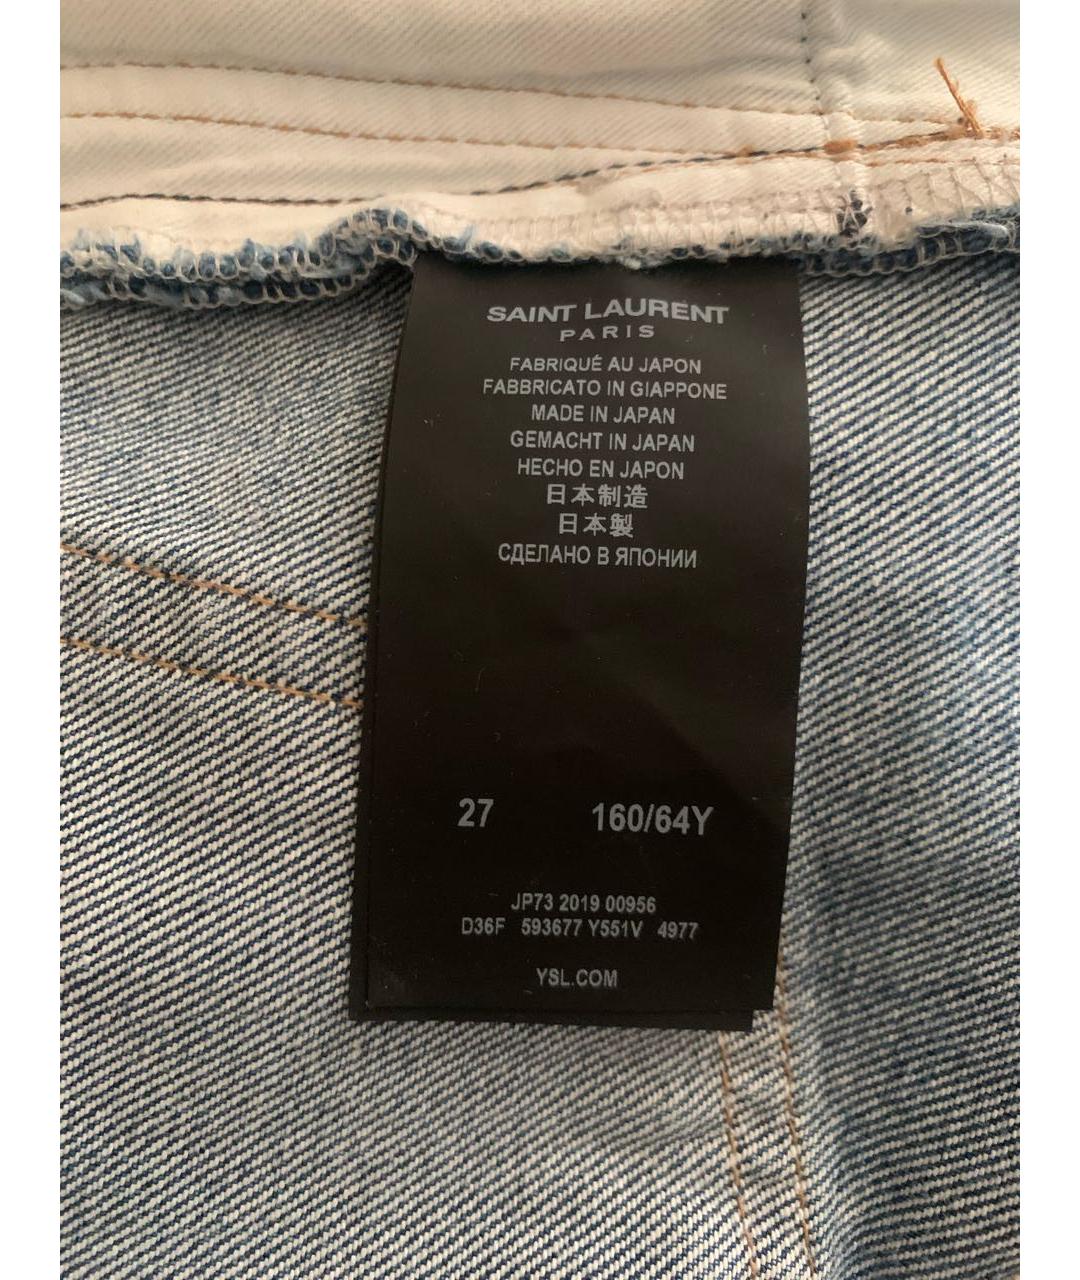 SAINT LAURENT
PARIS
FABRIQUÉ AU JAPON
FABBRICATO IN GIAPPONE
MADE IN JAPAN
GEMACHT IN JAPAN
HECHO EN JAPON
日本制造
日本製
СДЕЛАНО В ЯПОНИИ
27 160/64Y
JP73 2019 00956
D36F 593677 Y551V 4977
YSL.COM